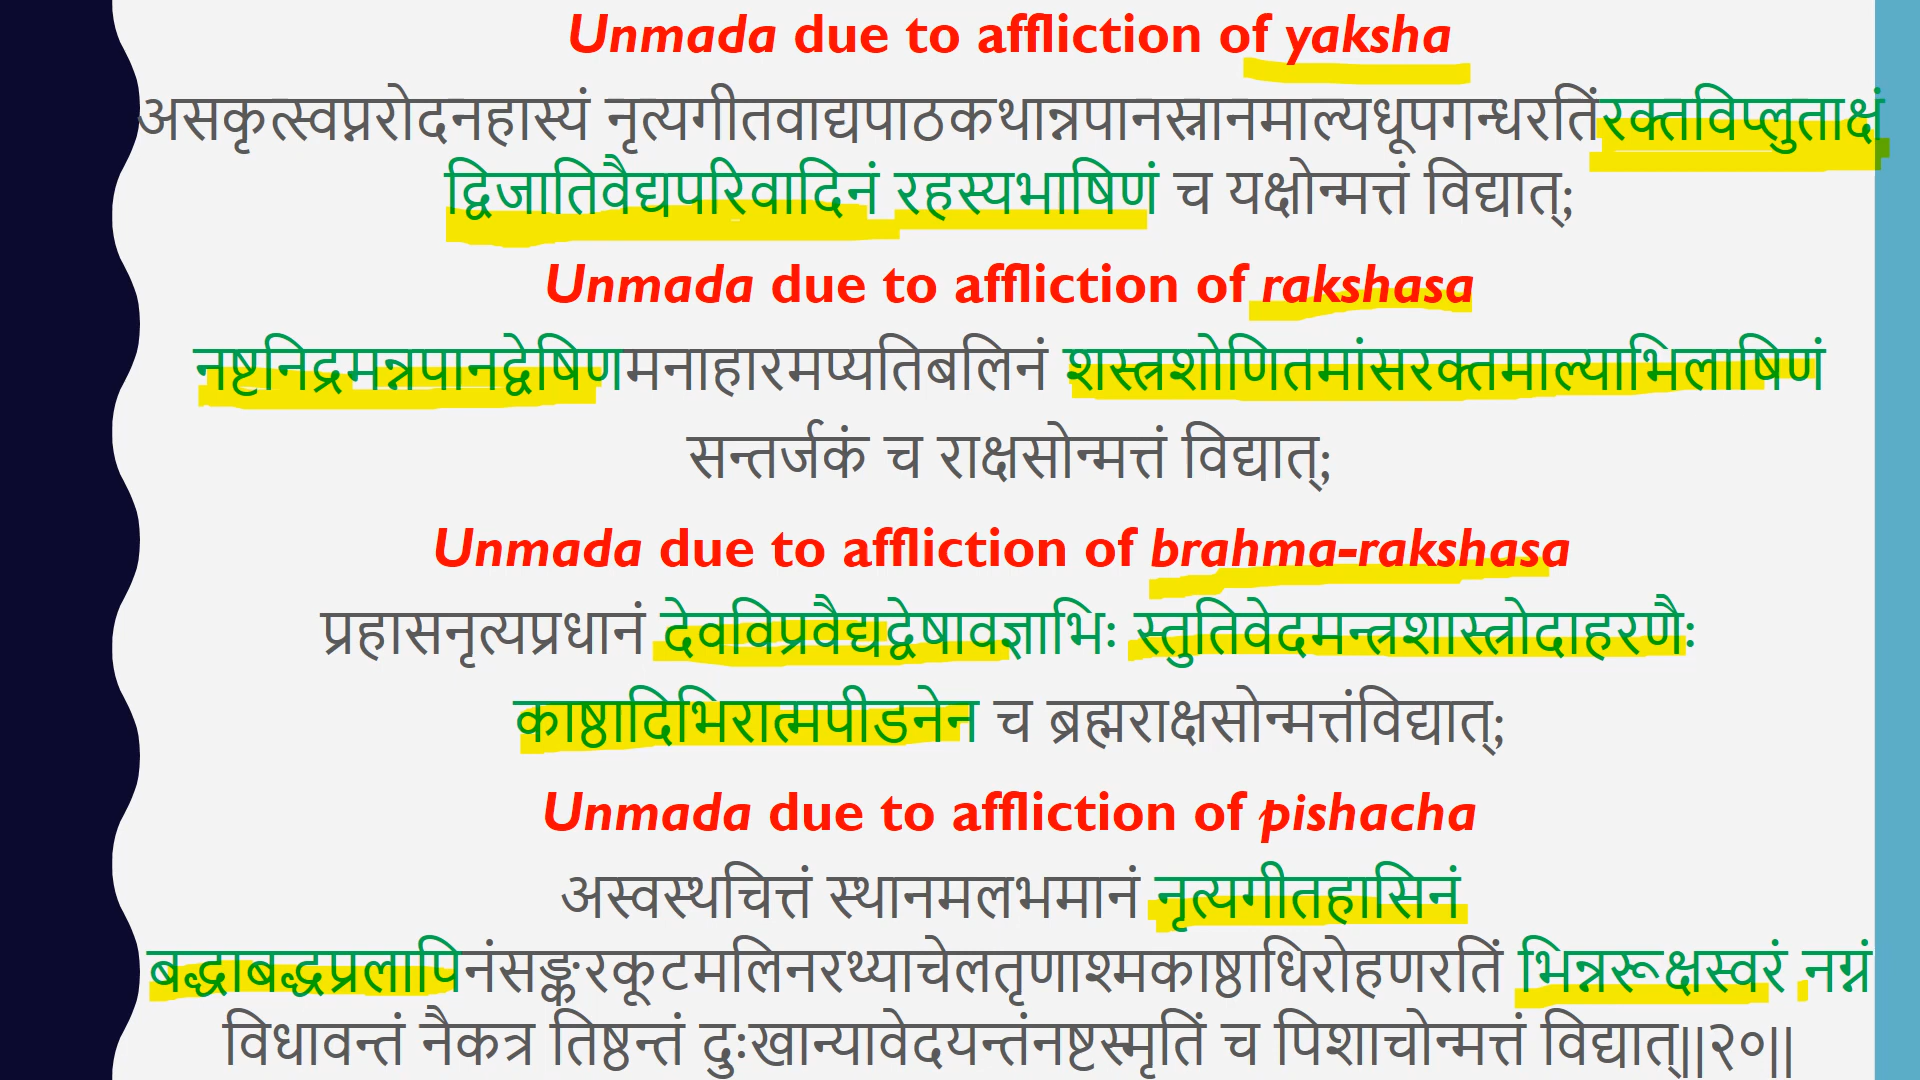 Unmada due to affliction of yaksha
असकृत्स्वप्नरोदनहास्यं नृत्यगीतवाद्यपाठकथान्नपानस्नानमाल्यधूपगन्धरतिंरक्तविप्लुताक्षं
द्विजातिवैद्यपरिवादिनं रहस्यभाषिणं च यक्षोन्मत्तं विद्यात्;
Unmada due to affliction of rakshasa
नष्टनिद्रमन्नपानद्वेषिणमनाहारमप्यतिबलिनं शस्त्रशोणितमांसरक्तमाल्याभिलाषिणं
सन्तर्जकं च राक्षसोन्मत्तं विद्यात्;
Unmada due to affliction of brahma-rakshasa
प्रहासनृत्यप्रधानं देवविप्रवैद्यद्वेषावज्ञाभिः स्तुतिवेदमन्त्रशास्त्रोदाहरणैः
काष्ठादिभिरात्मपीडनेन च ब्रह्मराक्षसोन्मत्तंविद्यात्;
Unmada due to affliction of pishacha
अस्वस्थचित्तं स्थानमलभमानं नृत्यगीतहासिनं
बद्धाबद्धप्रलापिनंसङ्करकूटमलिनरथ्याचेलतृणाश्मकाष्ठाधिरोहणरतिं भिन्नरूक्षस्वरं नग्नं
विधावन्तं नैकत्र तिष्ठन्तं दुःखान्यावेदयन्तंनष्टस्मृतिं च पिशाचोन्मत्तं विद्यात्||२०||